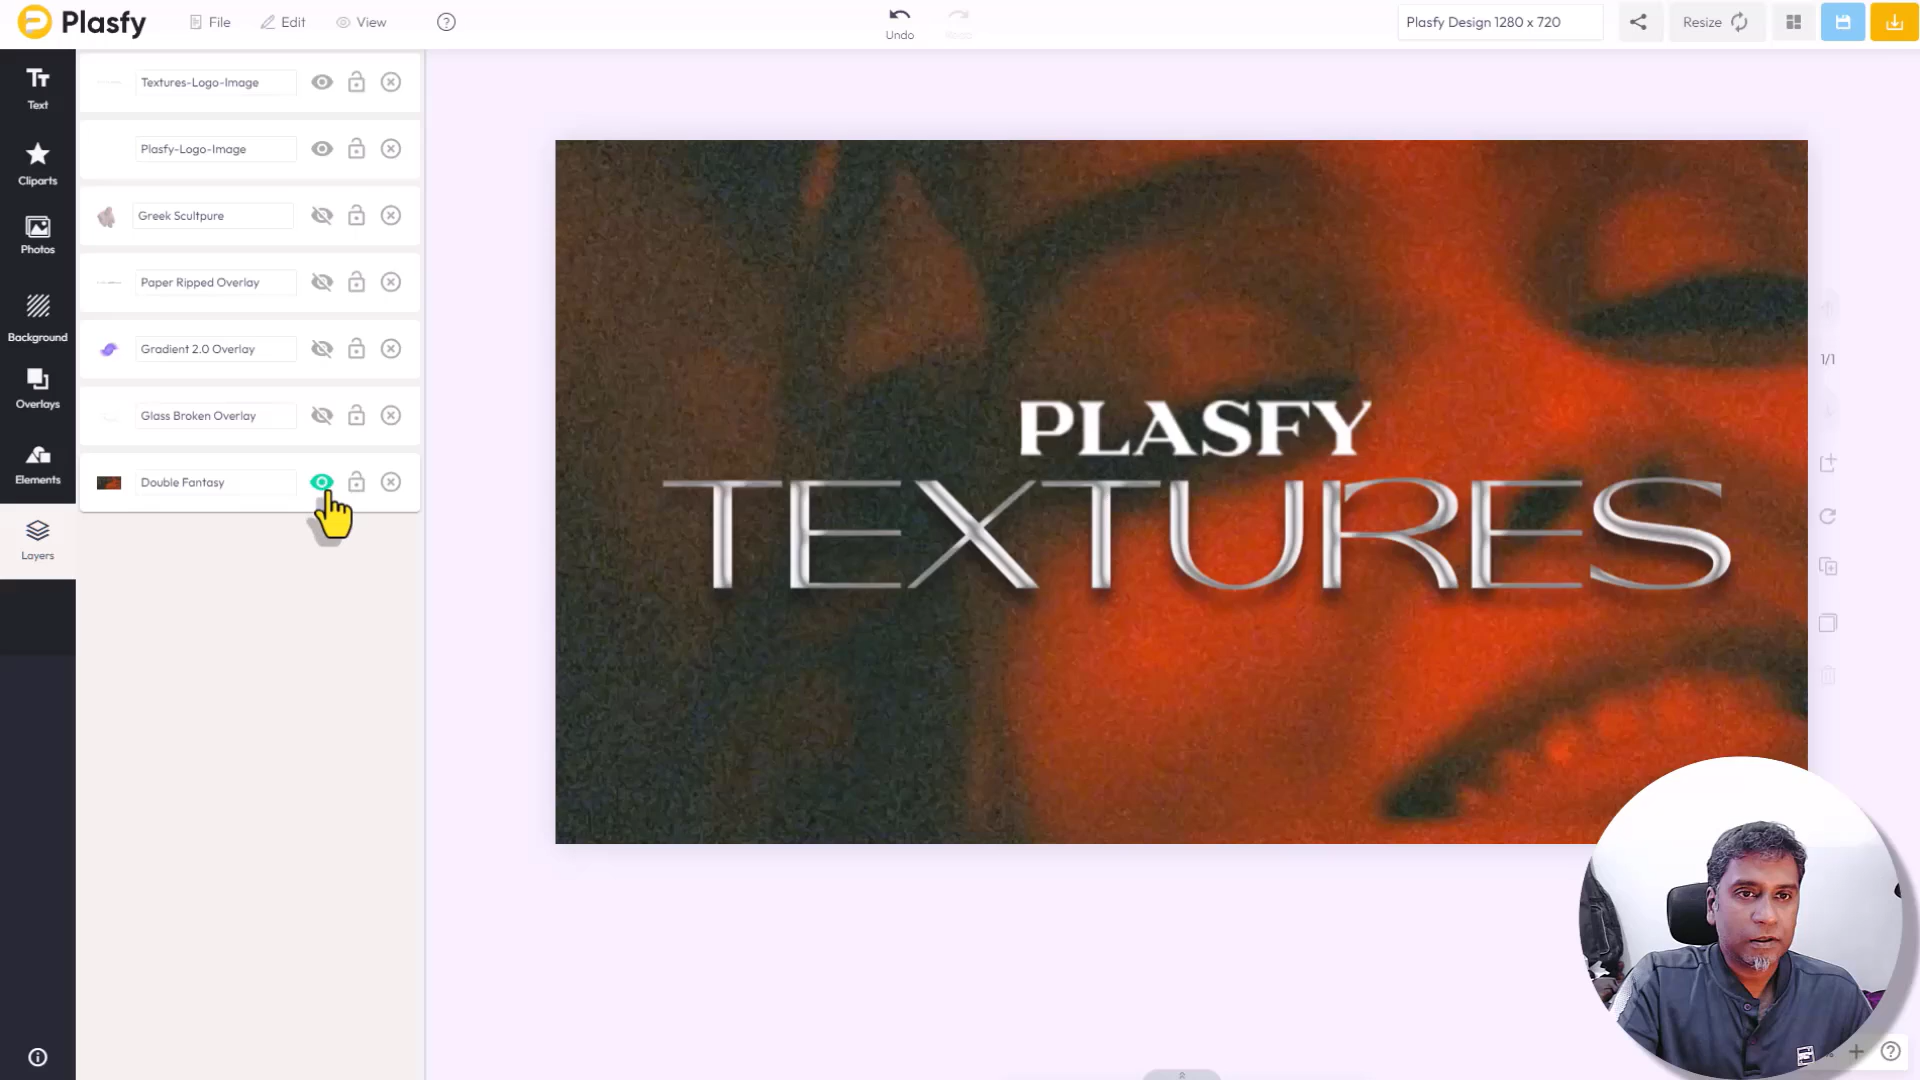 Plasfy
File
Edit
View
Undo
Redo
Plasfy Design 1280 x 720
Resize
Text
Cliparts
Photos
Background
Overlays
Elements
Layers
Textures-Logo-Image
Plasfy-Logo-Image
Greek Scultpure
Paper Ripped Overlay
Gradient 2.0 Overlay
Glass Broken Overlay
Double Fantasy
PLASFY
TEXTURES
1/1